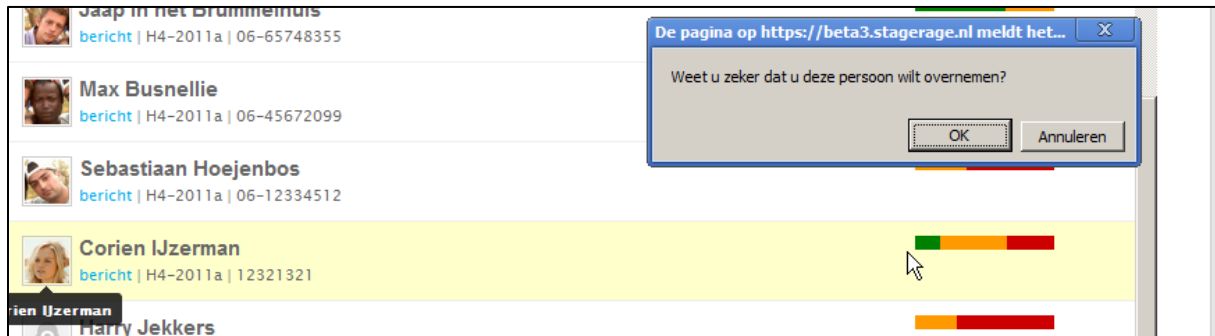 Jaap in het Brummelhuis
bericht | H4-2011a | 06-65748355
De pagina op https://beta3.stagerage.nl meldt het...
X
Weet u zeker dat u deze persoon wilt overnemen?
OK
Annuleren
Max Busnellie
bericht | H4-2011a | 06-45672099
Sebastiaan Hoejenbos
bericht | H4-2011a | 06-12334512
Corien IJzerman
bericht | H4-2011a | 12321321
rien IJzerman
Harry Jekkers